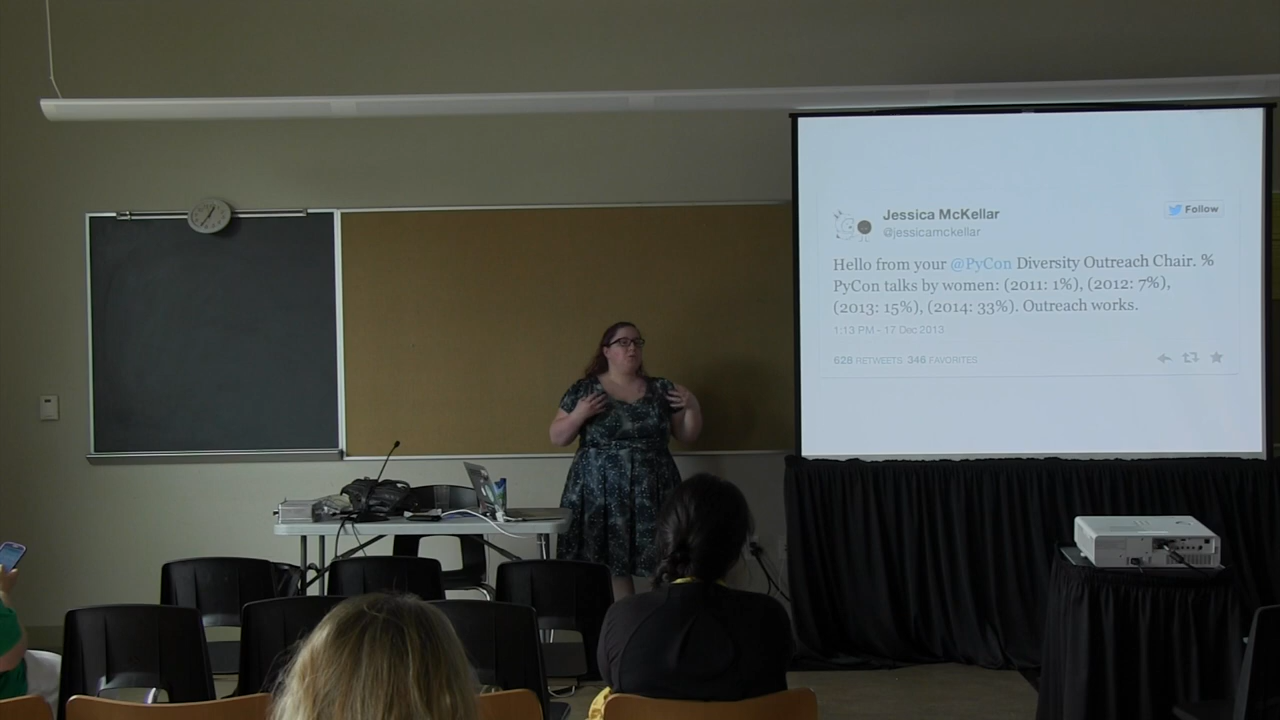 Jessica McKellar
@jessicamckellar
Follow
Hello from your @PyCon Diversity Outreach Chair. %
PyCon talks by women: (2011: 1%), (2012: 7%),
(2013: 15%), (2014: 33%). Outreach works.
1:13 PM - 17 Dec 2013
628 RETWEETS 346 FAVORITES